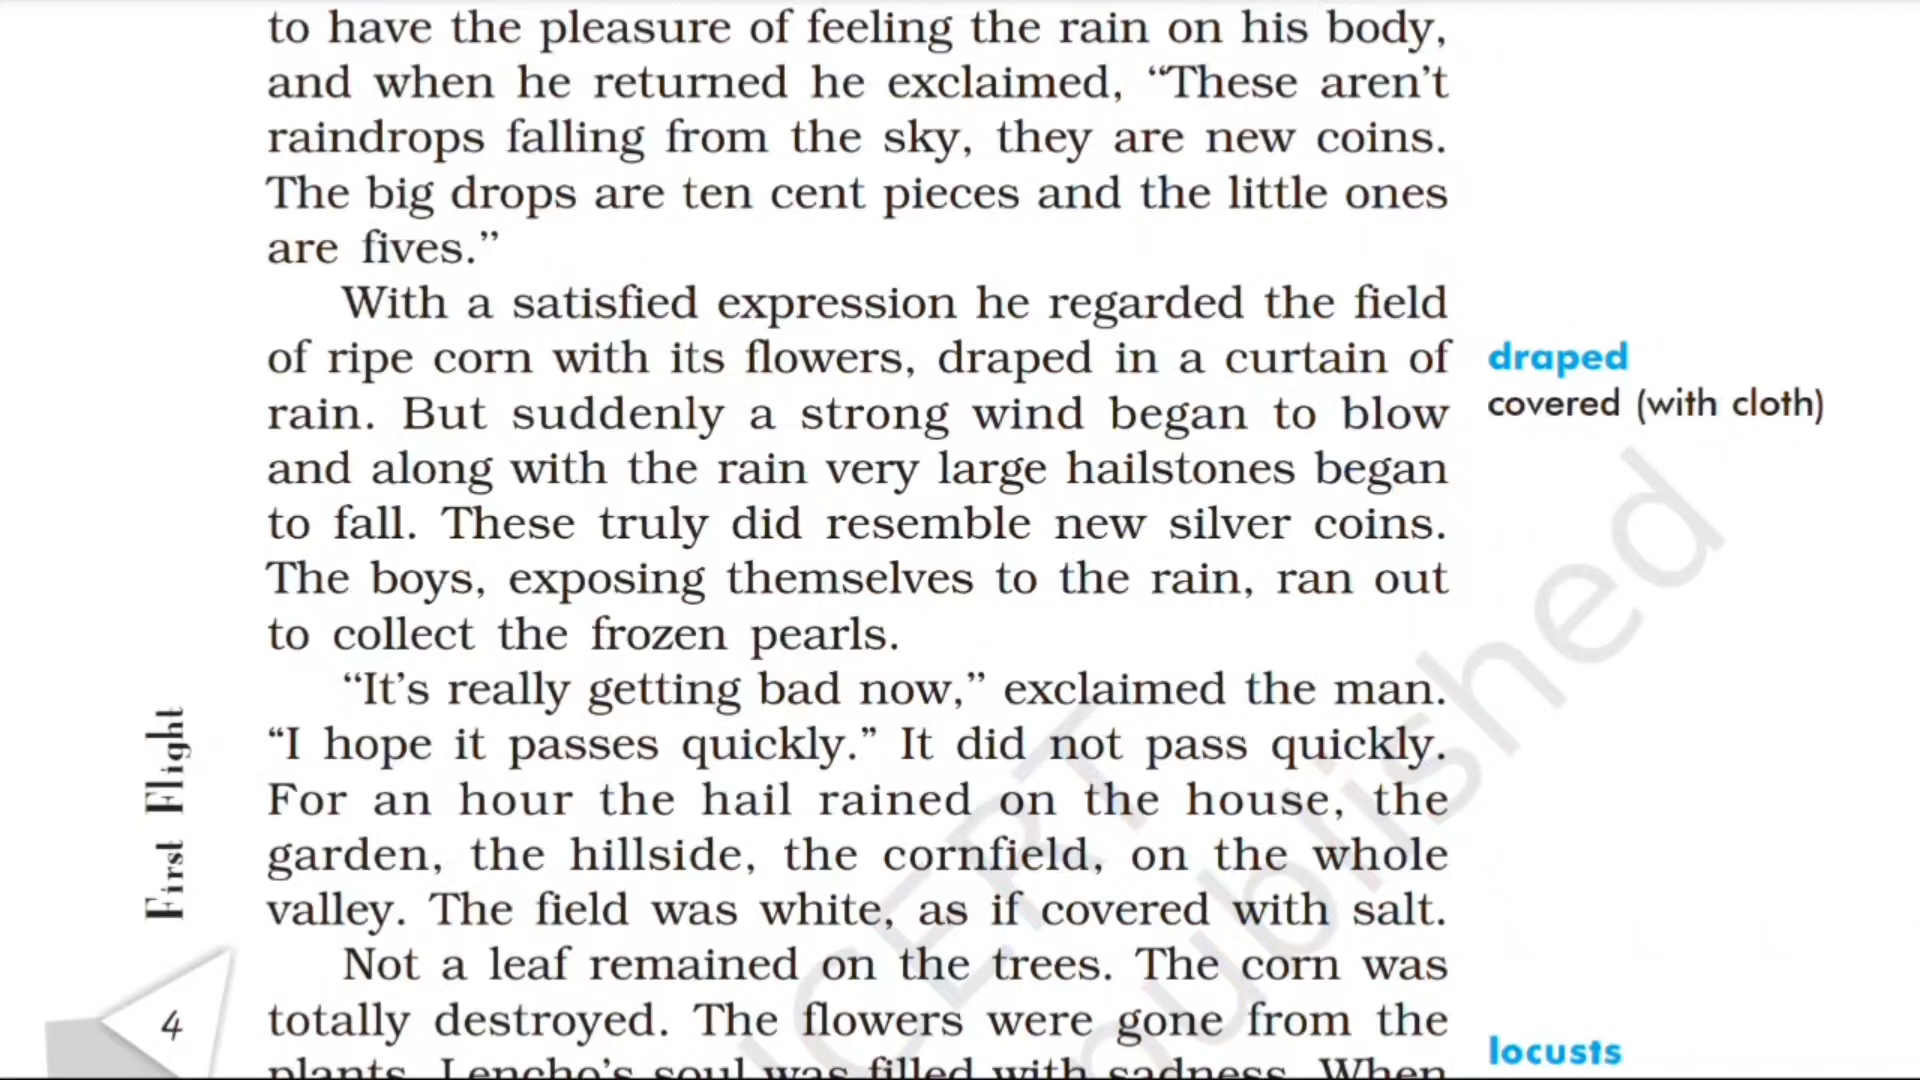 to have the pleasure of feeling the rain on his body,
and when he returned he exclaimed, “These aren’t
raindrops falling from the sky, they are new coins.
The big drops are ten cent pieces and the little ones
are fives.”
With a satisfied expression he regarded the field
of ripe corn with its flowers, draped in a curtain of
rain. But suddenly a strong wind began to blow
and along with the rain very large hailstones began
to fall. These truly did resemble new silver coins.
The boys, exposing themselves to the rain, ran out
to collect the frozen pearls.
“It’s really getting bad now,” exclaimed the man.
“I hope it passes quickly.” It did not pass quickly.
For an hour the hail rained on the house, the
garden, the hillside, the cornfield, on the whole
valley. The field was white, as if covered with salt.
Not a leaf remained on the trees. The corn was
totally destroyed. The flowers were gone from the
plants. Lencho’s soul was filled with sadness. When
draped
covered (with cloth)
locusts
First Flight
4
NCERT
published